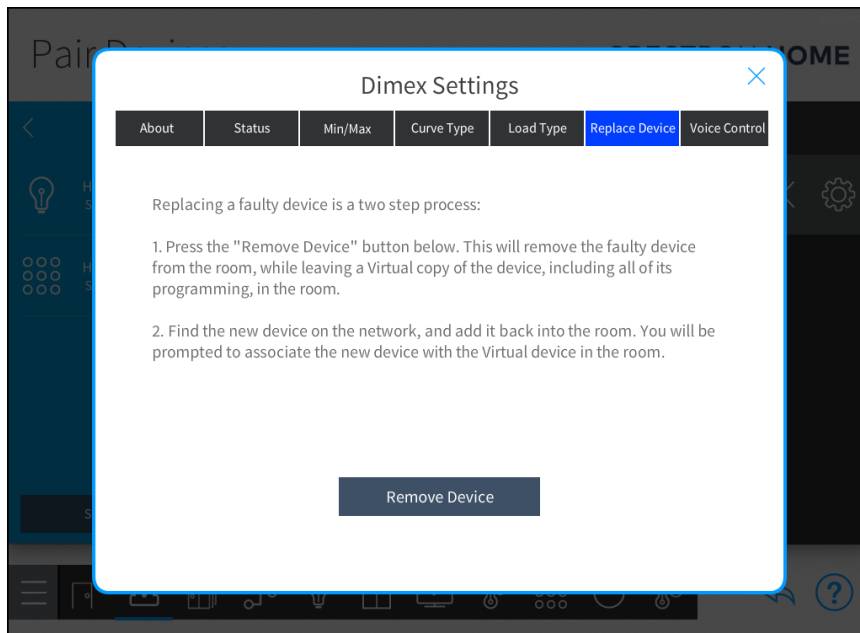 Pair
OME
Dimex Settings
About
Status
Min/Max
Curve Type
Load Type
Replace Device
Voice Control
Replacing a faulty device is a two step process:
1. Press the "Remove Device" button below. This will remove the faulty device
from the room, while leaving a Virtual copy of the device, including all of its
programming, in the room.
2. Find the new device on the network, and add it back into the room. You will be
prompted to associate the new device with the Virtual device in the room.
Remove Device
H
S
H
S
S
?